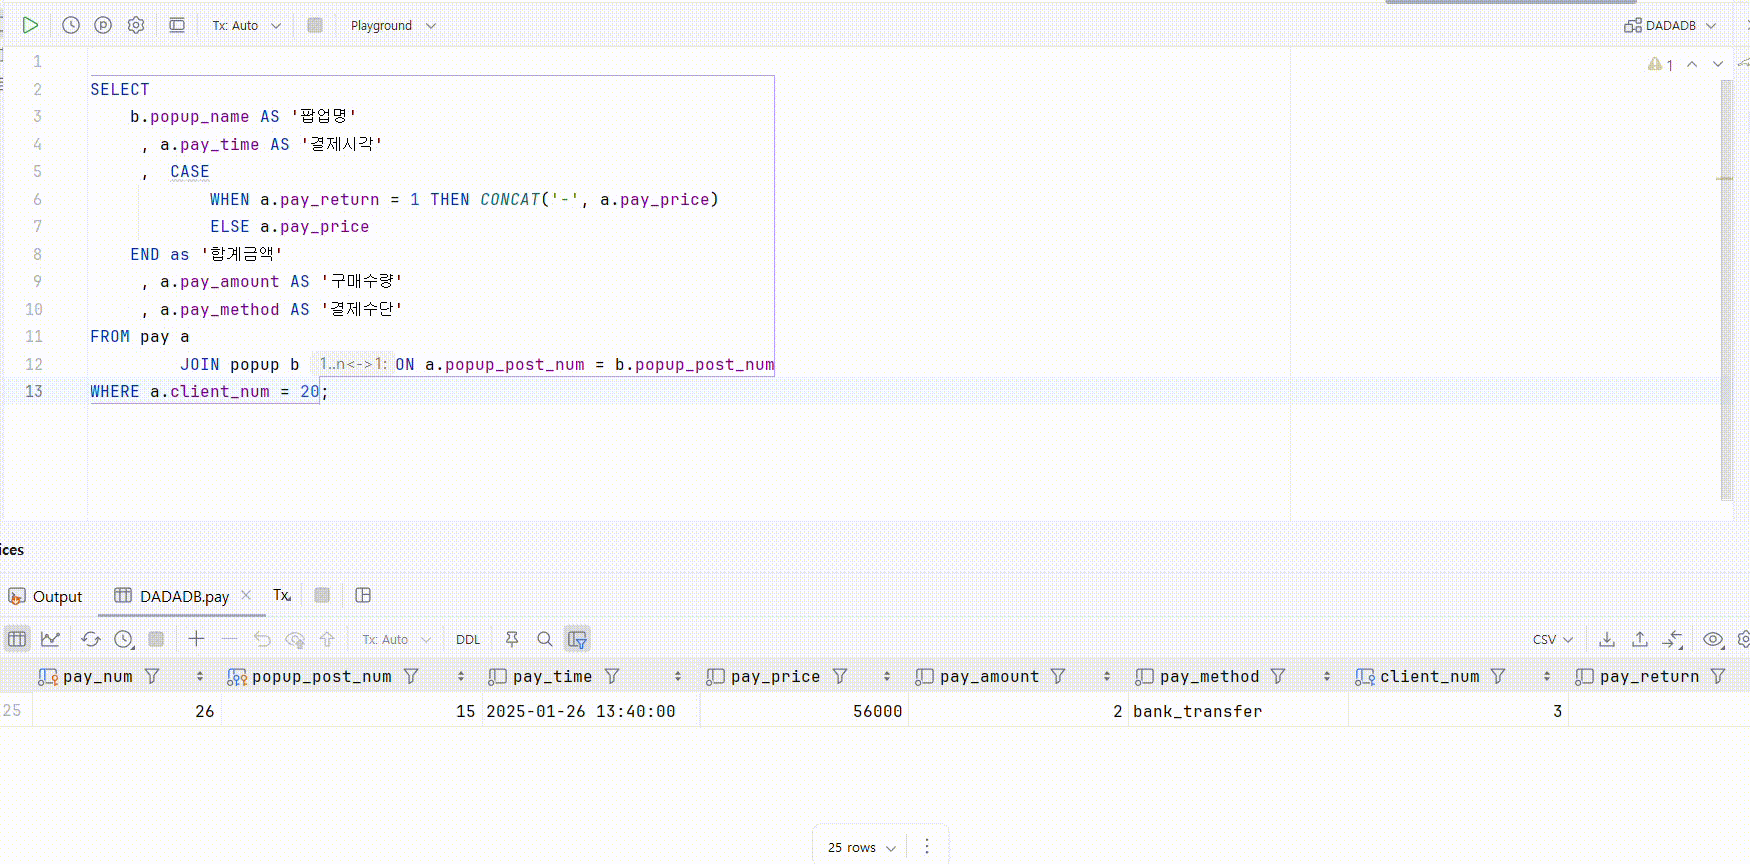 Tx: Auto Playground DADADB
1 1
2 SELECT
3 b.popup_name AS '팝업명'
4 , a.pay_time AS '결제시각'
5 , CASE
6 WHEN a.pay_return = 1 THEN CONCAT('-', a.pay_price)
7 ELSE a.pay_price
8 END as '합계금액'
9 , a.pay_amount AS '구매수량'
10 , a.pay_method AS '결제수단'
11 FROM pay a
12 JOIN popup b 1..n<->1: ON a.popup_post_num = b.popup_post_num
13 WHERE a.client_num = 20;
ices
Output DADADB.pay Tx
Tx: Auto DDL CSV
pay_num popup_post_num pay_time pay_price pay_amount pay_method client_num pay_return
25 26 15 2025-01-26 13:40:00 56000 2 bank_transfer 3
25 rows